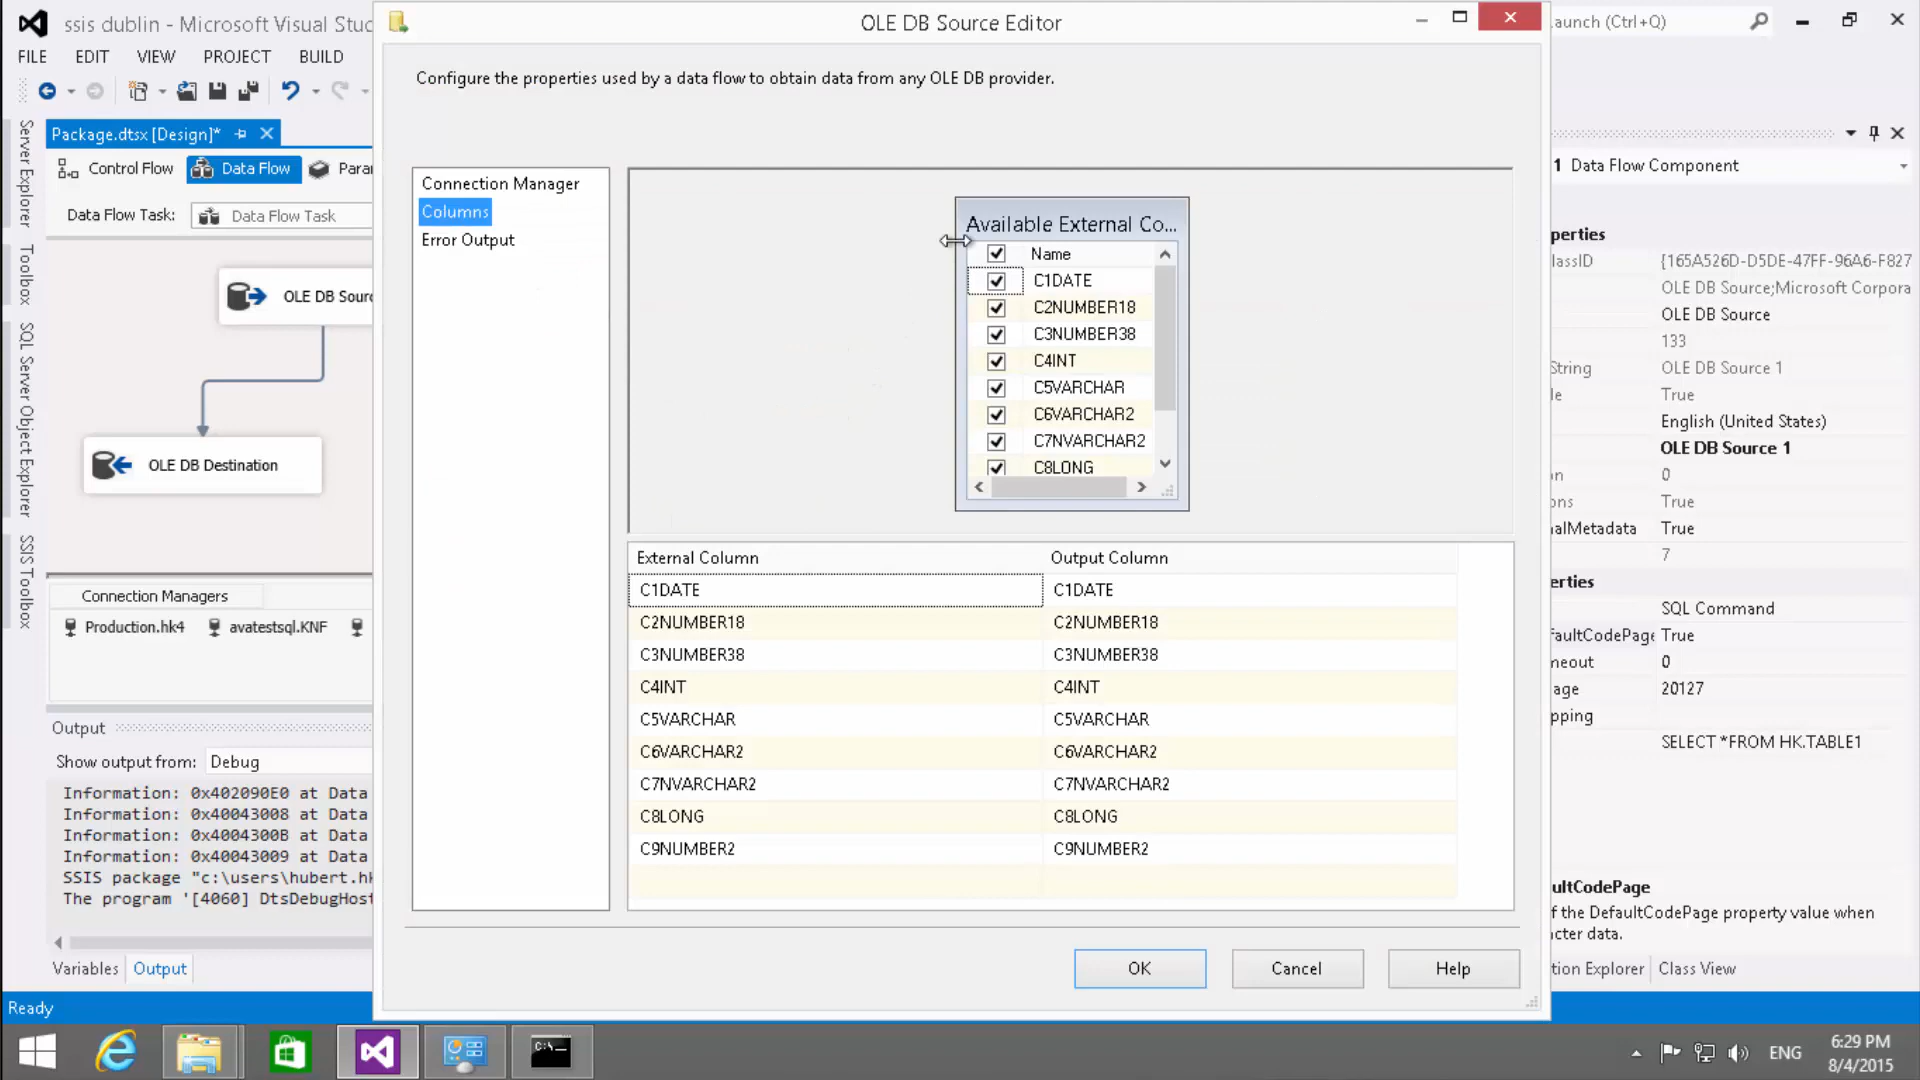 ssis dublin - Microsoft Visual Stu
OLE DB Source Editor
aunch (Ctrl+Q)
FILE EDIT VIEW PROJECT BUILD
Configure the properties used by a data flow to obtain data from any OLE DB provider.
Package.dtsx [Design]*
Control Flow Data Flow Para
Data Flow Task: Data Flow Task
Server Explorer
Toolbox
SQL Server Object Explorer
SSIS Toolbox
OLE DB Sour
OLE DB Destination
Connection Managers
Production.hk4 avatestsql.KNF
Output
Show output from: Debug
Information: 0x402090E0 at Data
Information: 0x40043008 at Data
Information: 0x4004300B at Data
Information: 0x40043009 at Data
SSIS package "c:\users\hubert.hk
The program '[4060] DtsDebugHost
Variables Output
Ready
Connection Manager
Columns
Error Output
Available External Co...
Name
C1DATE
C2NUMBER18
C3NUMBER38
C4INT
C5VARCHAR
C6VARCHAR2
C7NVARCHAR2
C8LONG
External Column Output Column
C1DATE C1DATE
C2NUMBER18 C2NUMBER18
C3NUMBER38 C3NUMBER38
C4INT C4INT
C5VARCHAR C5VARCHAR
C6VARCHAR2 C6VARCHAR2
C7NVARCHAR2 C7NVARCHAR2
C8LONG C8LONG
C9NUMBER2 C9NUMBER2
OK Cancel Help
1 Data Flow Component
perties
lassID {165A526D-D5DE-47FF-96A6-F827
OLE DB Source;Microsoft Corpora
OLE DB Source
133
String OLE DB Source 1
le True
English (United States)
OLE DB Source 1
on 0
ons True
alMetadata True
7
erties
SQL Command
faultCodePage True
meout 0
age 20127
pping
SELECT *FROM HK.TABLE1
ultCodePage
f the DefaultCodePage property value when
cter data.
tion Explorer Class View
C:\_
ENG
6:29 PM
8/4/2015